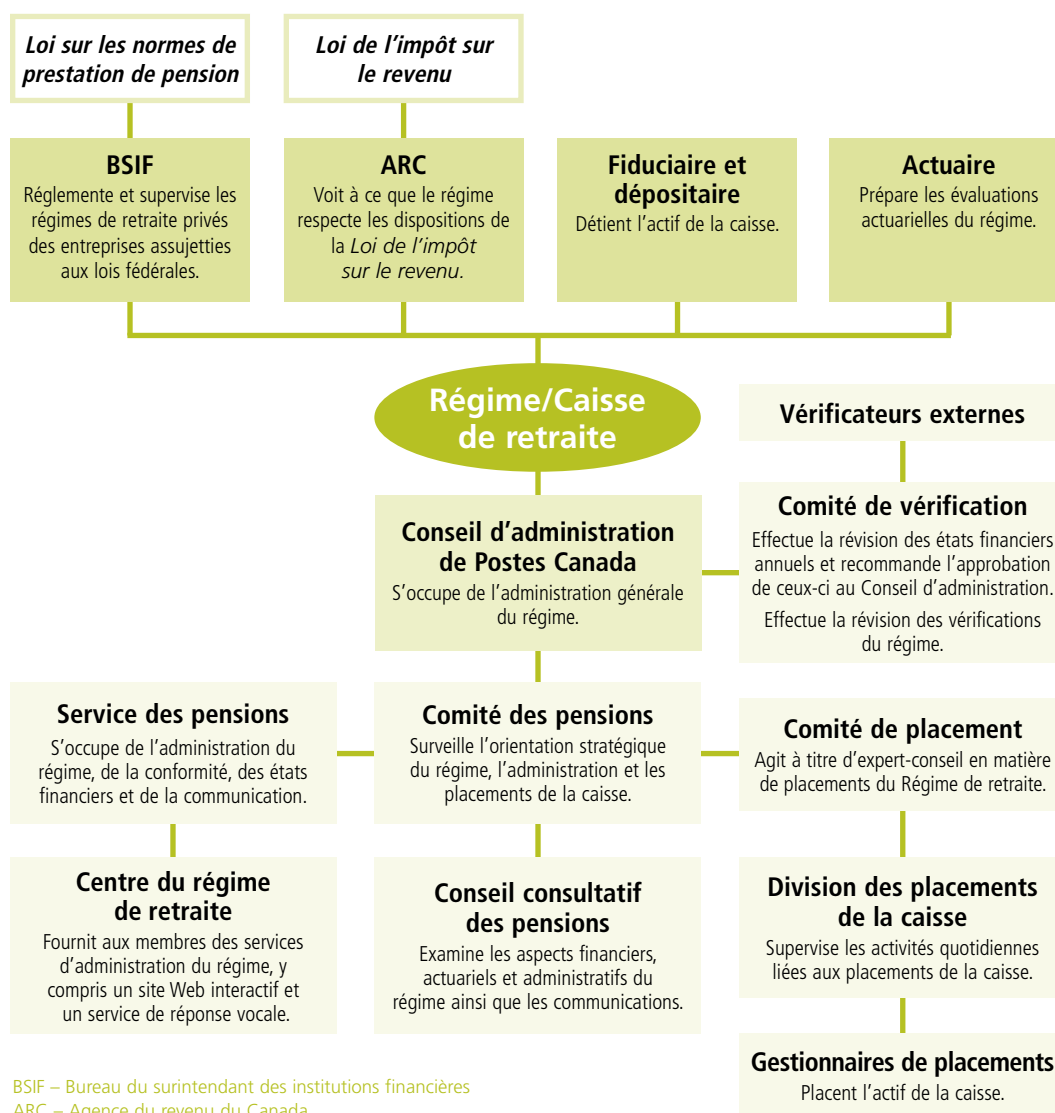 Loi sur les normes de
prestation de pension
Loi de l'impôt sur
le revenu
BSIF
Réglemente et supervise les
régimes de retraite privés
des entreprises assujetties
aux lois fédérales.
ARC
Voit à ce que le régime
respecte les dispositions de
la Loi de l'impôt
sur le revenu.
Fiduciaire et
dépositaire
Détient l'actif de la caisse.
Actuaire
Prépare les évaluations
actuarielles du régime.
Régime/Caisse
de retraite
Vérificateurs externes
Conseil d'administration
de Postes Canada
S'occupe de l'administration générale
du régime.
Comité de vérification
Effectue la révision des états financiers
annuels et recommande l'approbation
de ceux-ci au Conseil d'administration.
Effectue la révision des vérifications
du régime.
Service des pensions
S'occupe de l'administration du
régime, de la conformité, des états
financiers et de la communication.
Comité des pensions
Surveille l'orientation stratégique
du régime, l'administration et les
placements de la caisse.
Comité de placement
Agit à titre d'expert-conseil en matière
de placements du Régime de retraite.
Centre du régime
de retraite
Fournit aux membres des services
d'administration du régime, y
compris un site Web interactif et
un service de réponse vocale.
Conseil consultatif
des pensions
Examine les aspects financiers,
actuariels et administratifs du
régime ainsi que les communications.
Division des placements
de la caisse
Supervise les activités quotidiennes
liées aux placements de la caisse.
Gestionnaires de placements
Placent l'actif de la caisse.
BSIF – Bureau du surintendant des institutions financières
ARC – Agence du revenu du Canada